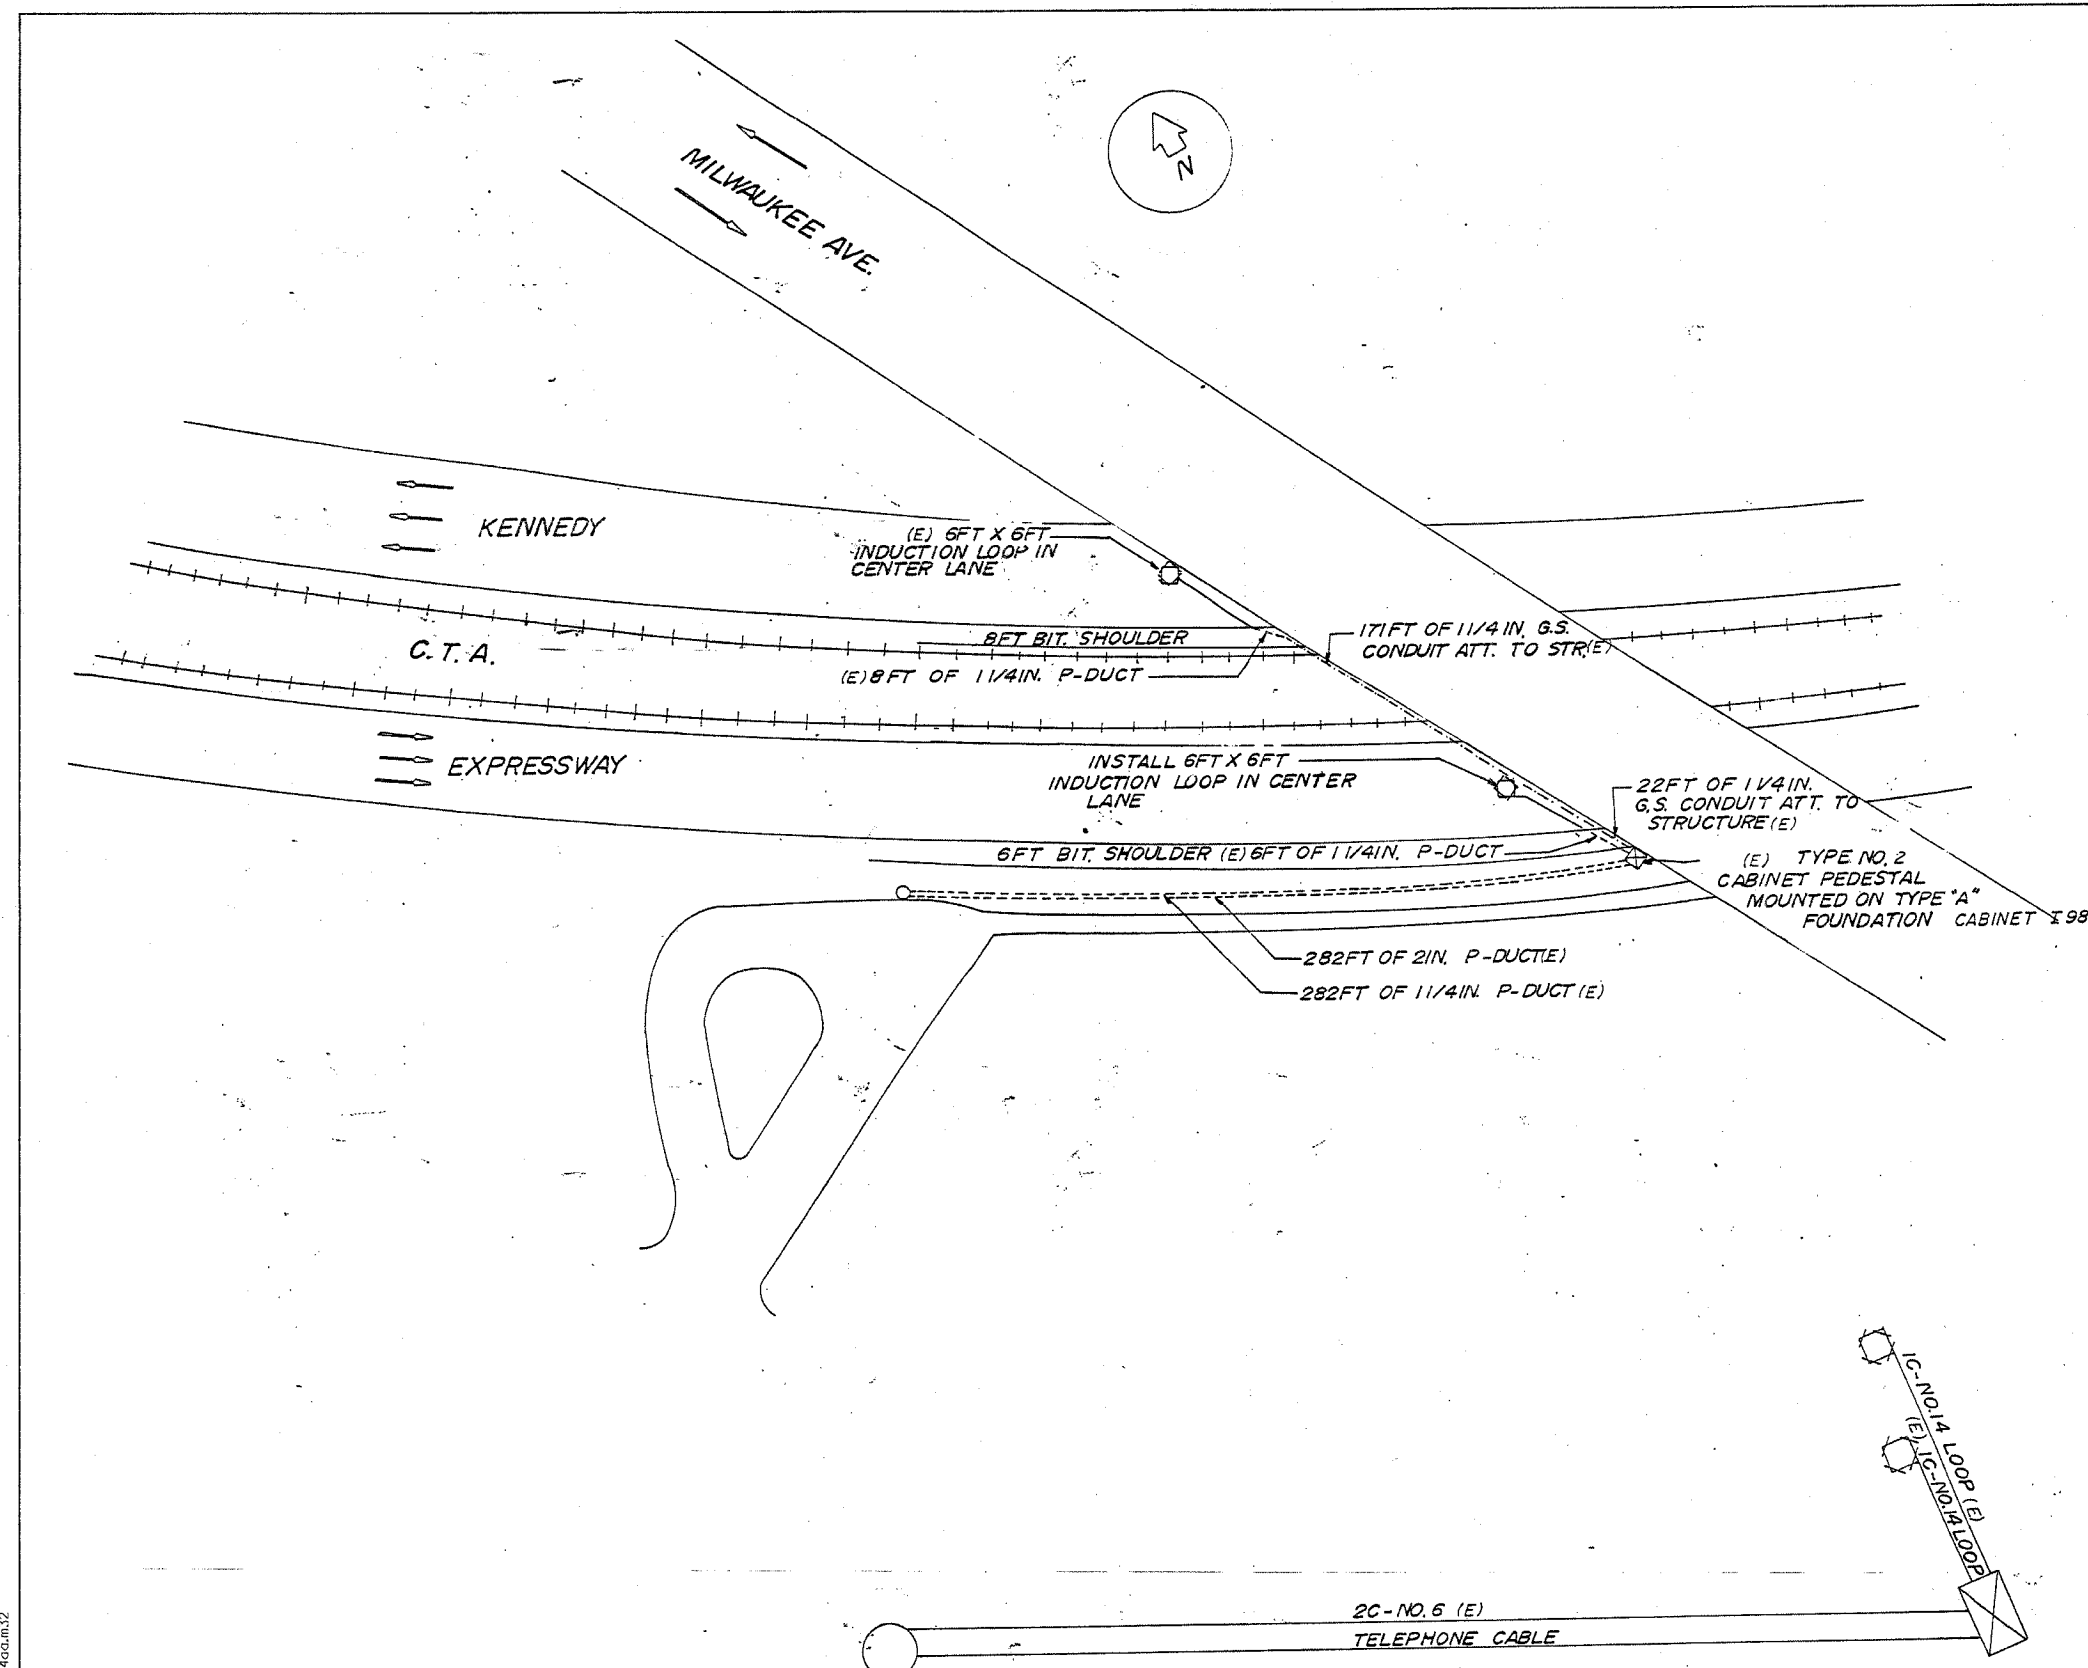 N
MILWAUKEE AVE.
KENNEDY
(E) 6FT X 6FT
INDUCTION LOOP IN
CENTER LANE
8FT BIT. SHOULDER
171FT OF 1 1/4 IN. G.S.
CONDUIT ATT. TO STR.(E)
C. T. A.
(E) 8FT OF 1 1/4IN. P-DUCT
EXPRESSWAY
INSTALL 6FT X 6FT
INDUCTION LOOP IN CENTER
LANE
22FT OF 1 1/4IN.
G.S. CONDUIT ATT. TO
STRUCTURE (E)
6FT BIT. SHOULDER (E) 6FT OF 1 1/4IN. P-DUCT
(E) TYPE NO. 2
CABINET PEDESTAL
MOUNTED ON TYPE "A"
FOUNDATION CABINET 98
282FT OF 2IN. P-DUCT(E)
282FT OF 1 1/4IN. P-DUCT (E)
1C-NO.14 LOOP (E)
(E) 1C-NO.14 LOOP
2C-NO. 6 (E)
TELEPHONE CABLE